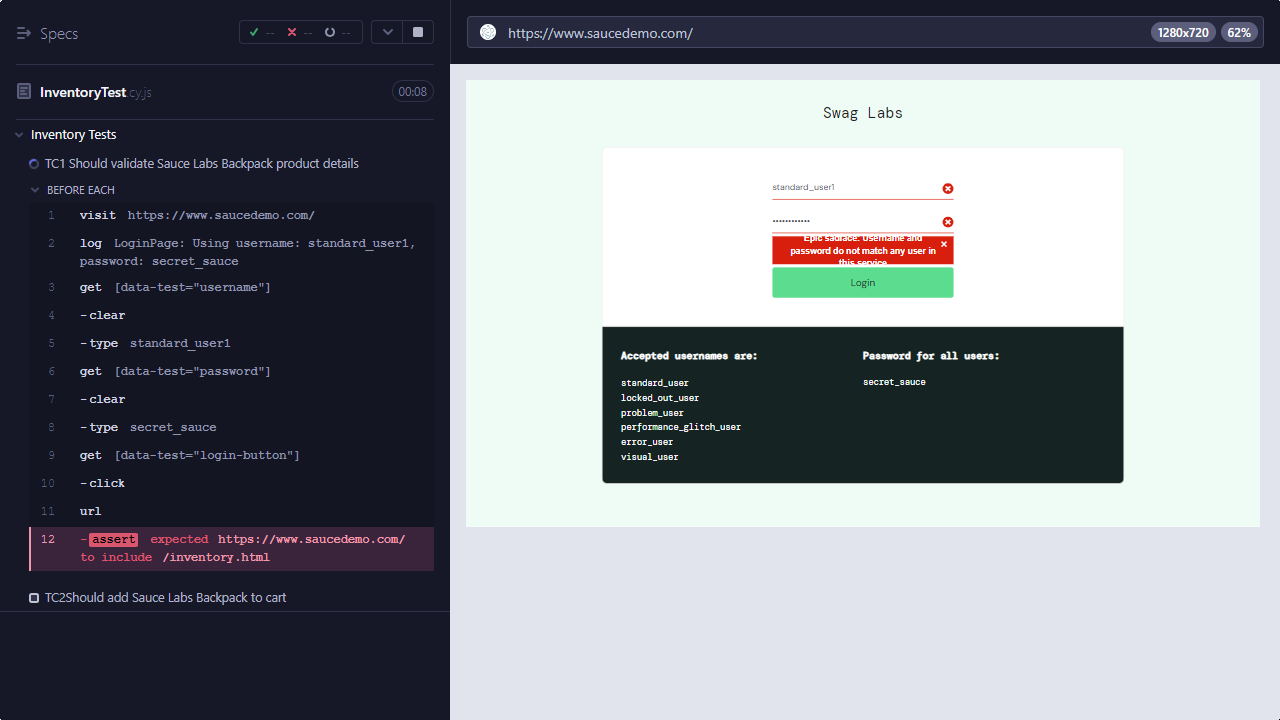 Specs
-- -- --
InventoryTest.cy.js
00:08
Inventory Tests
TC1 Should validate Sauce Labs Backpack product details
BEFORE EACH
1 visit https://www.saucedemo.com/
2 log LoginPage: Using username: standard_user1,
password: secret_sauce
3 get [data-test="username"]
4 -clear
5 -type standard_user1
6 get [data-test="password"]
7 -clear
8 -type secret_sauce
9 get [data-test="login-button"]
10 -click
11 url
12 -assert expected https://www.saucedemo.com/
to include /inventory.html
TC2Should add Sauce Labs Backpack to cart
https://www.saucedemo.com/
1280x720
62%
Swag Labs
standard_user1
••••••••••••
Epic sadface: Username and
password do not match any user in
this service
Login
Accepted usernames are:
standard_user
locked_out_user
problem_user
performance_glitch_user
error_user
visual_user
Password for all users:
secret_sauce